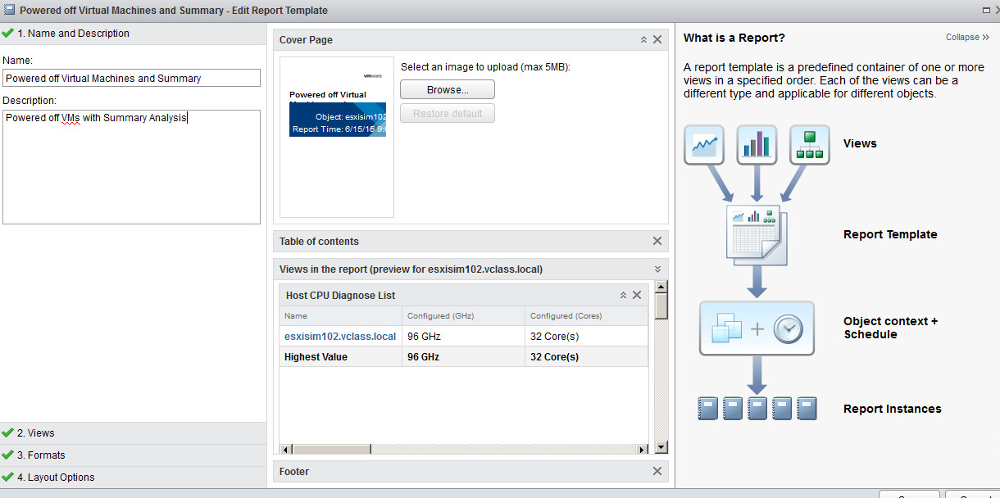 Powered off Virtual Machines and Summary - Edit Report Template
1. Name and Description
Name:
Powered off Virtual Machines and Summary
Description:
Powered off VMs with Summary Analysis
2. Views
3. Formats
4. Layout Options
Cover Page
vmware
Powered off Virtual
Object: esxisim102
Report Time: 6/15/15
Select an image to upload (max 5MB):
Browse...
Restore default
Table of contents
Views in the report (preview for esxisim102.vclass.local)
Host CPU Diagnose List
Name Configured (GHz) Configured (Cores)
esxisim102.vclass.local 96 GHz 32 Core(s)
Highest Value 96 GHz 32 Core(s)
Footer
What is a Report?
Collapse »
A report template is a predefined container of one or more
views in a specified order. Each of the views can be a
different type and applicable for different objects.
Views
Report Template
Object context +
Schedule
Report Instances